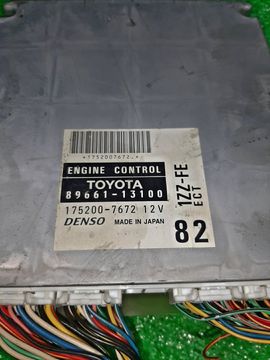 *1752007672.*
ENGINE CONTROL
TOYOTA
89661-13100
175200-7672 12V
DENSO MADE IN JAPAN
1ZZ-FE
ECT
82